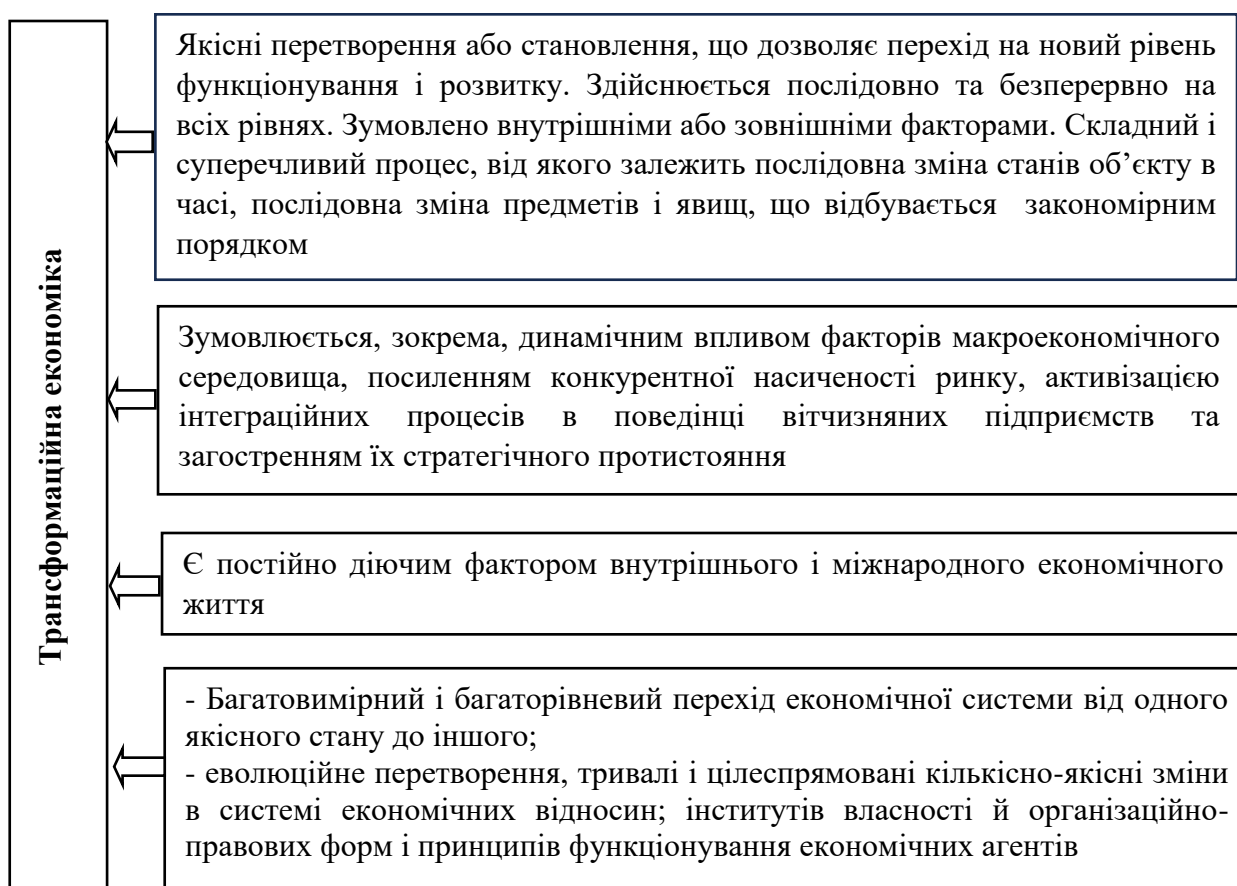 Трансформаційна економіка
Якісні перетворення або становлення, що дозволяє перехід на новий рівень
функціонування і розвитку. Здійснюється послідовно та безперервно на
всіх рівнях. Зумовлено внутрішніми або зовнішніми факторами. Складний і
суперечливий процес, від якого залежить послідовна зміна станів об’єкту в
часі, послідовна зміна предметів і явищ, що відбувається закономірним
порядком
Зумовлюється, зокрема, динамічним впливом факторів макроекономічного
середовища, посиленням конкурентної насиченості ринку, активізацією
інтеграційних процесів в поведінці вітчизняних підприємств та
загостренням їх стратегічного протистояння
Є постійно діючим фактором внутрішнього і міжнародного економічного
життя
- Багатовимірний і багаторівневий перехід економічної системи від одного
якісного стану до іншого;
- еволюційне перетворення, тривалі і цілеспрямовані кількісно-якісні зміни
в системі економічних відносин; інститутів власності й організаційно-
правових форм і принципів функціонування економічних агентів